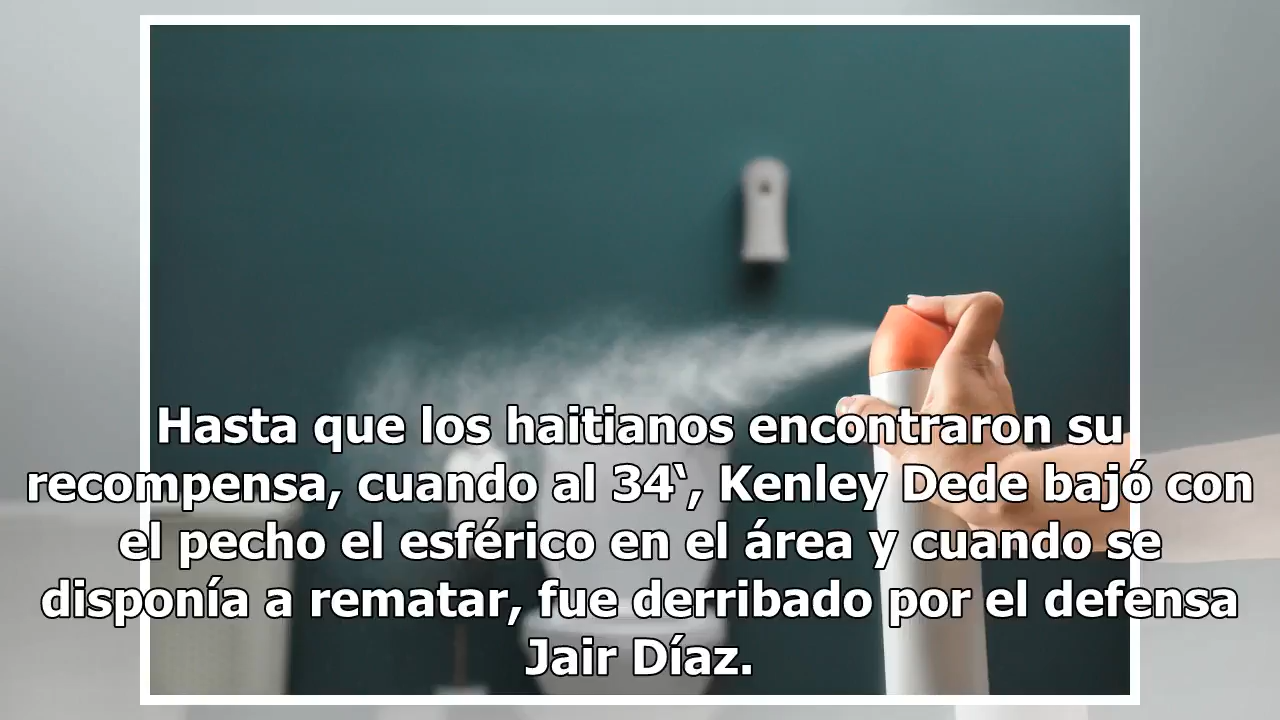 Hasta que los haitianos encontraron su
recompensa, cuando al 34‛, Kenley Dede bajó con
el pecho el esférico en el área y cuando se
disponía a rematar, fue derribado por el defensa
Jair Díaz.